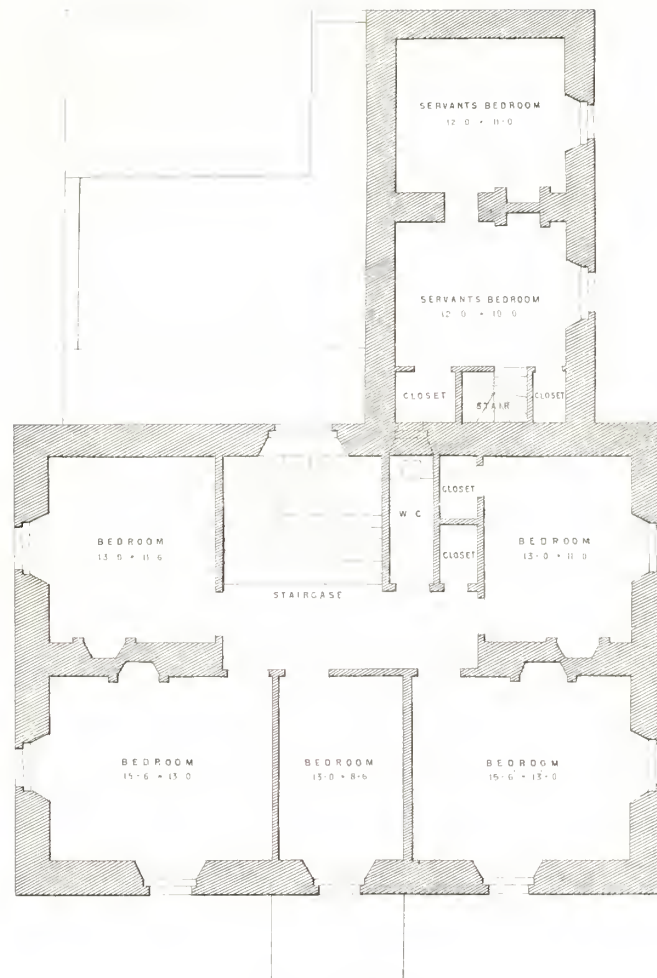 SERVANTS BEDROOM
12·0 × 11·0
SERVANTS BEDROOM
12·0 × 10·0
CLOSET
STAIR
CLOSET
CLOSET
W C
BEDROOM
13·0 × 11·6
BEDROOM
13·0 × 11·0
CLOSET
STAIRCASE
BEDROOM
15·6 × 13·0
BEDROOM
13·0 × 8·6
BEDROOM
15·6 × 13·0